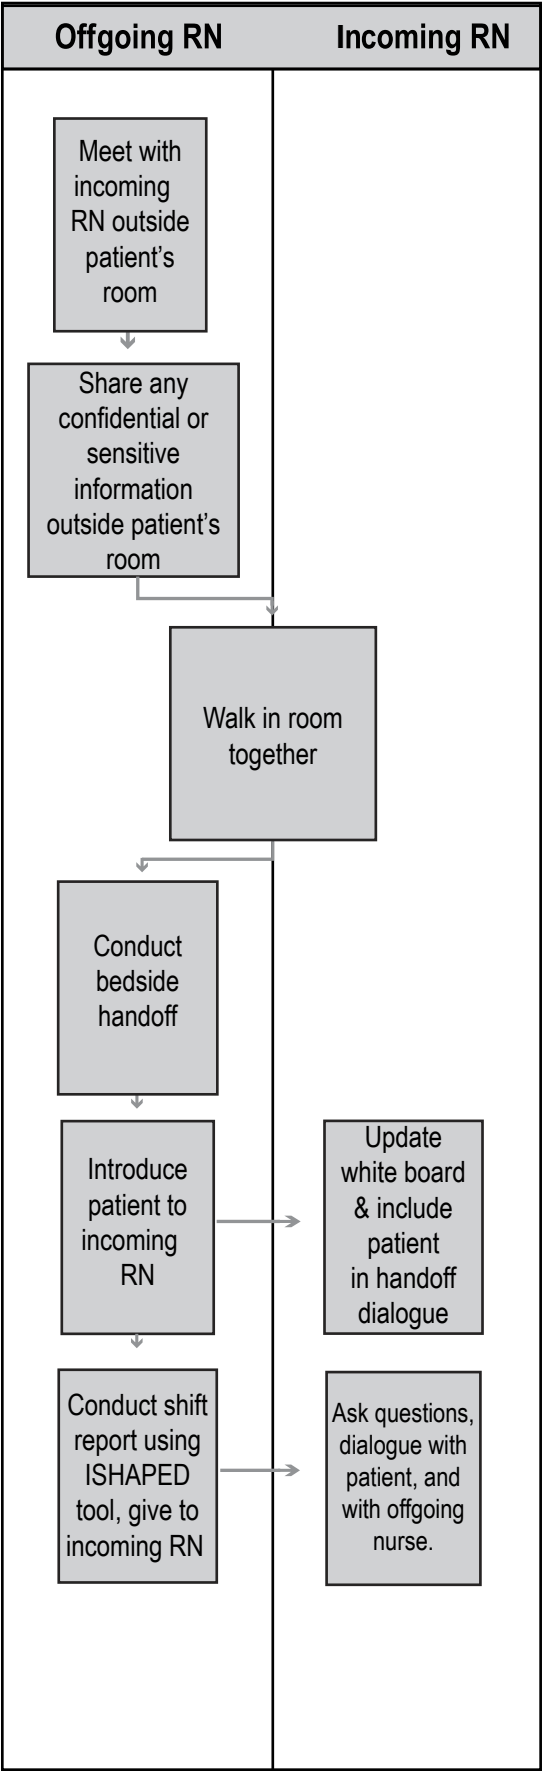 Offgoing RN
Incoming RN
Meet with
incoming
RN outside
patient’s
room
Share any
confidential or
sensitive
information
outside patient’s
room
Walk in room
together
Conduct
bedside
handoff
Introduce
patient to
incoming
RN
Update
white board
& include
patient
in handoff
dialogue
Conduct shift
report using
ISHAPED
tool, give to
incoming RN
Ask questions,
dialogue with
patient, and
with offgoing
nurse.